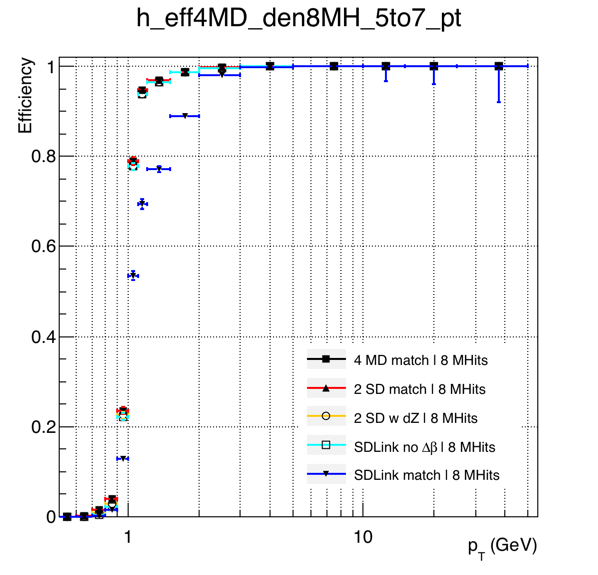 h_eff4MD_den8MH_5to7_pt
Efficiency
1
0.8
0.6
0.4
0.2
0
4 MD match | 8 MHits
2 SD match | 8 MHits
2 SD w dZ | 8 MHits
SDLink no Δβ | 8 MHits
SDLink match | 8 MHits
1
10
p_T (GeV)